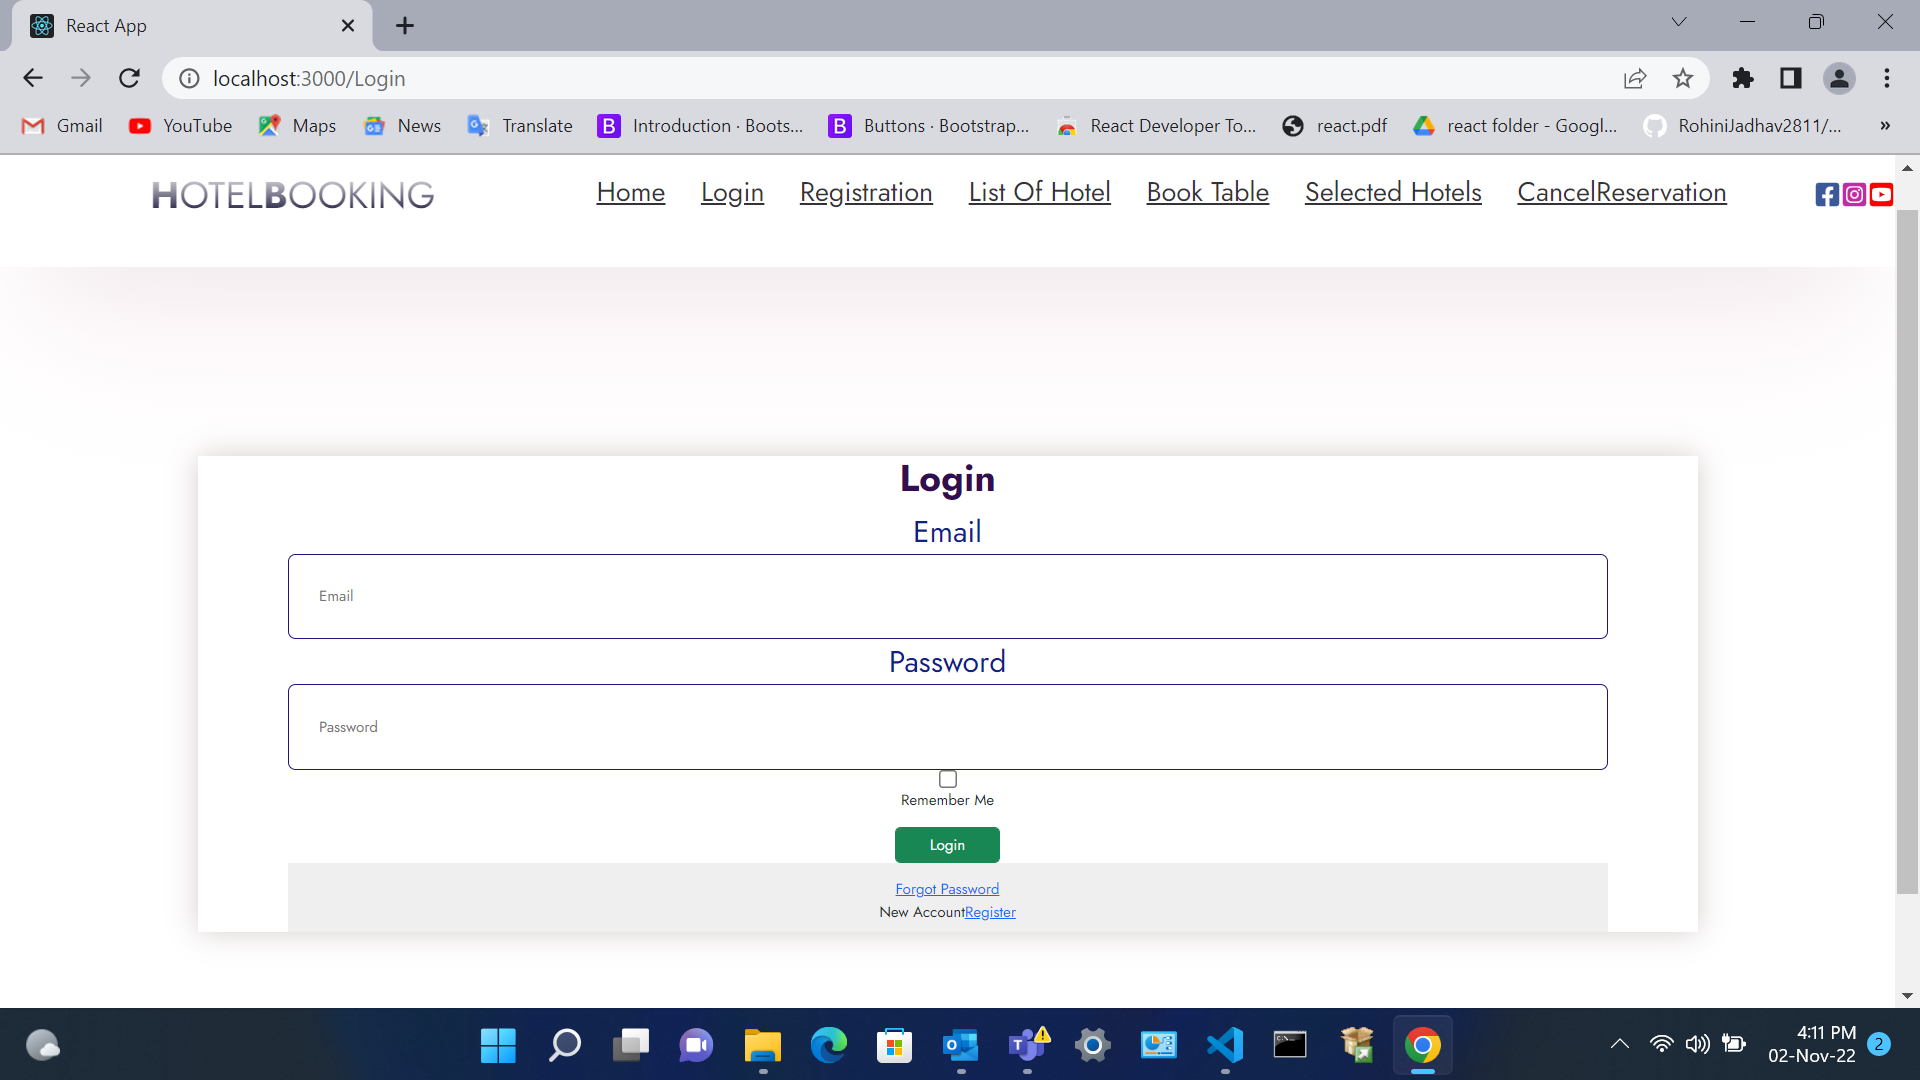 React App
localhost:3000/Login
Gmail YouTube Maps News Translate Introduction · Boots... Buttons · Bootstrap... React Developer To... react.pdf react folder - Googl... RohiniJadhav2811/... »
HOTELBOOKING Home Login Registration List Of Hotel Book Table Selected Hotels CancelReservation
Login
Email
Email
Password
Password
Remember Me
Login
Forgot Password
New AccountRegister
4:11 PM
02-Nov-22 2